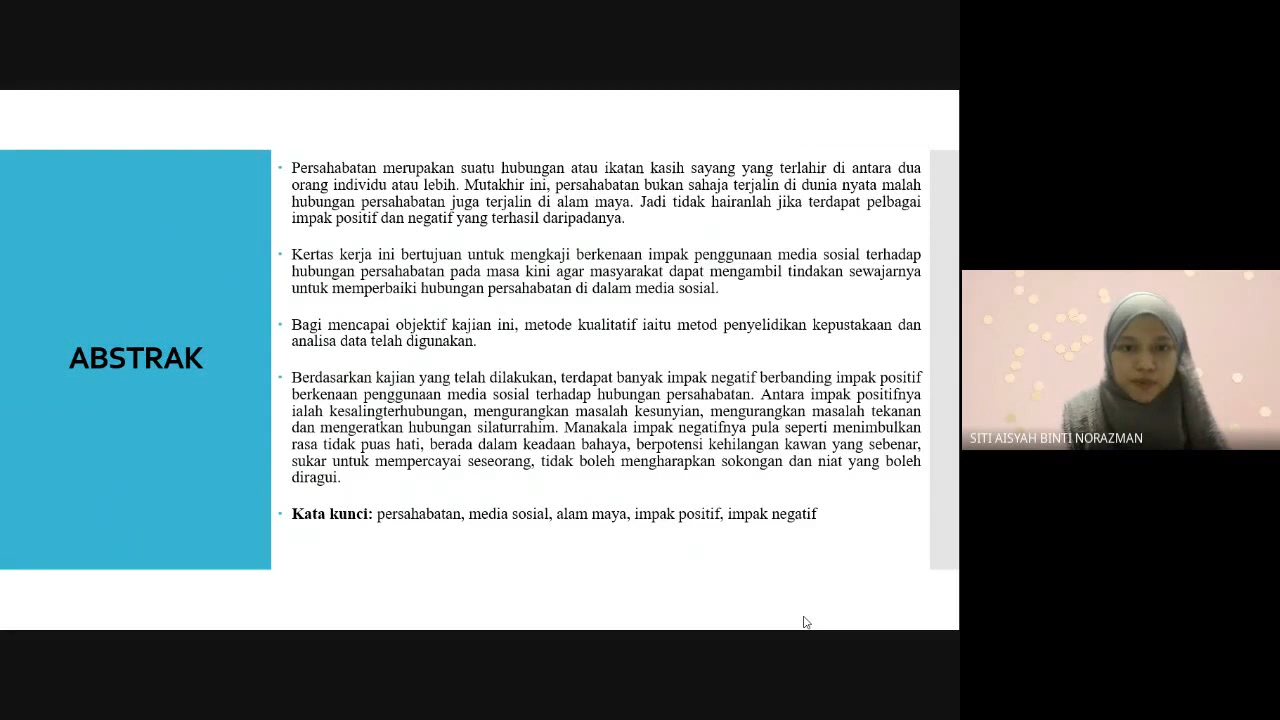 ABSTRAK
• Persahabatan merupakan suatu hubungan atau ikatan kasih sayang yang terlahir di antara dua
orang individu atau lebih. Mutakhir ini, persahabatan bukan sahaja terjalin di dunia nyata malah
hubungan persahabatan juga terjalin di alam maya. Jadi tidak hairanlah jika terdapat pelbagai
impak positif dan negatif yang terhasil daripadanya.
• Kertas kerja ini bertujuan untuk mengkaji berkenaan impak penggunaan media sosial terhadap
hubungan persahabatan pada masa kini agar masyarakat dapat mengambil tindakan sewajarnya
untuk memperbaiki hubungan persahabatan di dalam media sosial.
• Bagi mencapai objektif kajian ini, metode kualitatif iaitu metod penyelidikan kepustakaan dan
analisa data telah digunakan.
• Berdasarkan kajian yang telah dilakukan, terdapat banyak impak negatif berbanding impak positif
berkenaan penggunaan media sosial terhadap hubungan persahabatan. Antara impak positifnya
ialah kesalingterhubungan, mengurangkan masalah kesunyian, mengurangkan masalah tekanan
dan mengeratkan hubungan silaturrahim. Manakala impak negatifnya pula seperti menimbulkan
rasa tidak puas hati, berada dalam keadaan bahaya, berpotensi kehilangan kawan yang sebenar,
sukar untuk mempercayai seseorang, tidak boleh mengharapkan sokongan dan niat yang boleh
diragui.
• Kata kunci: persahabatan, media sosial, alam maya, impak positif, impak negatif
SITI AISYAH BINTI NORAZMAN